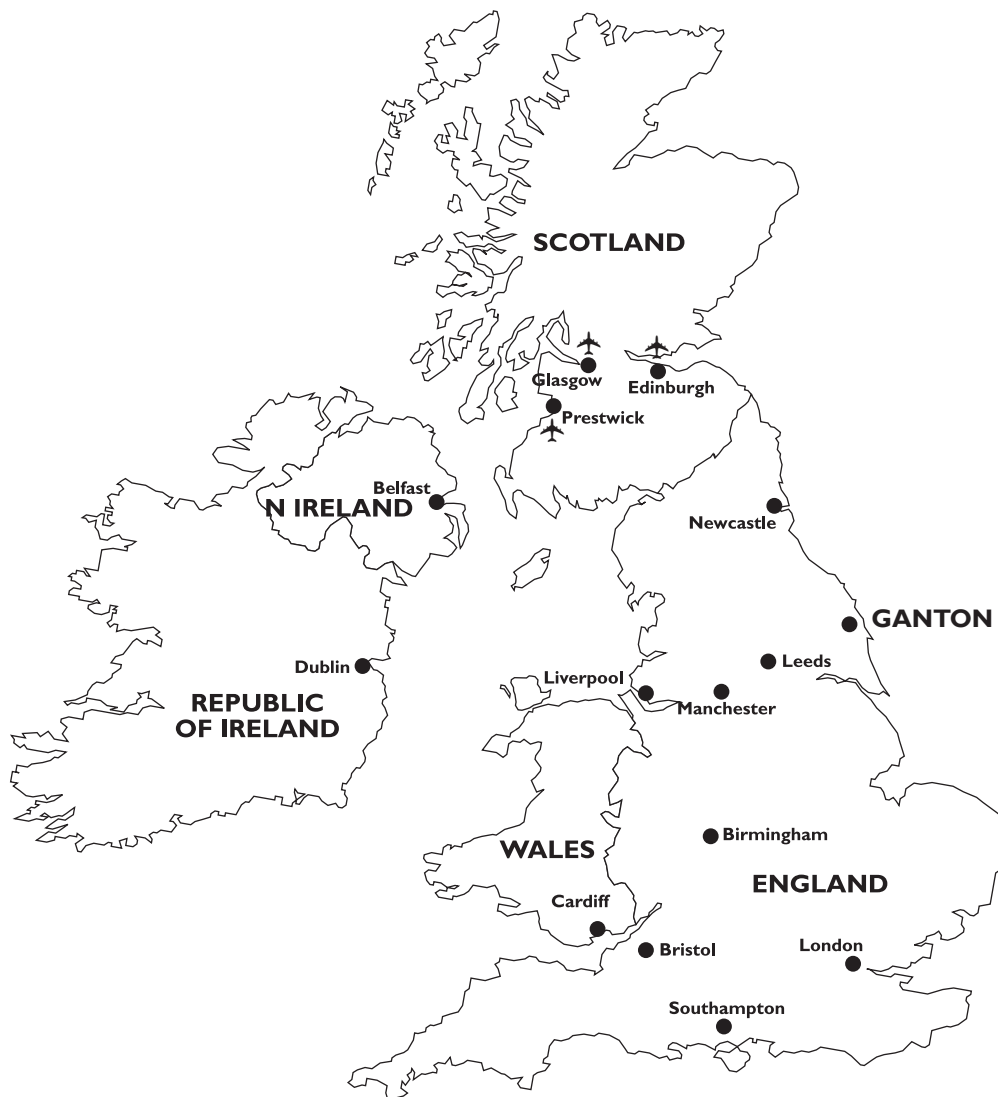 SCOTLAND
Glasgow
Edinburgh
Prestwick
Belfast
N IRELAND
Newcastle
GANTON
Leeds
Dublin
Liverpool
Manchester
REPUBLIC
OF IRELAND
Birmingham
WALES
ENGLAND
Cardiff
Bristol
London
Southampton